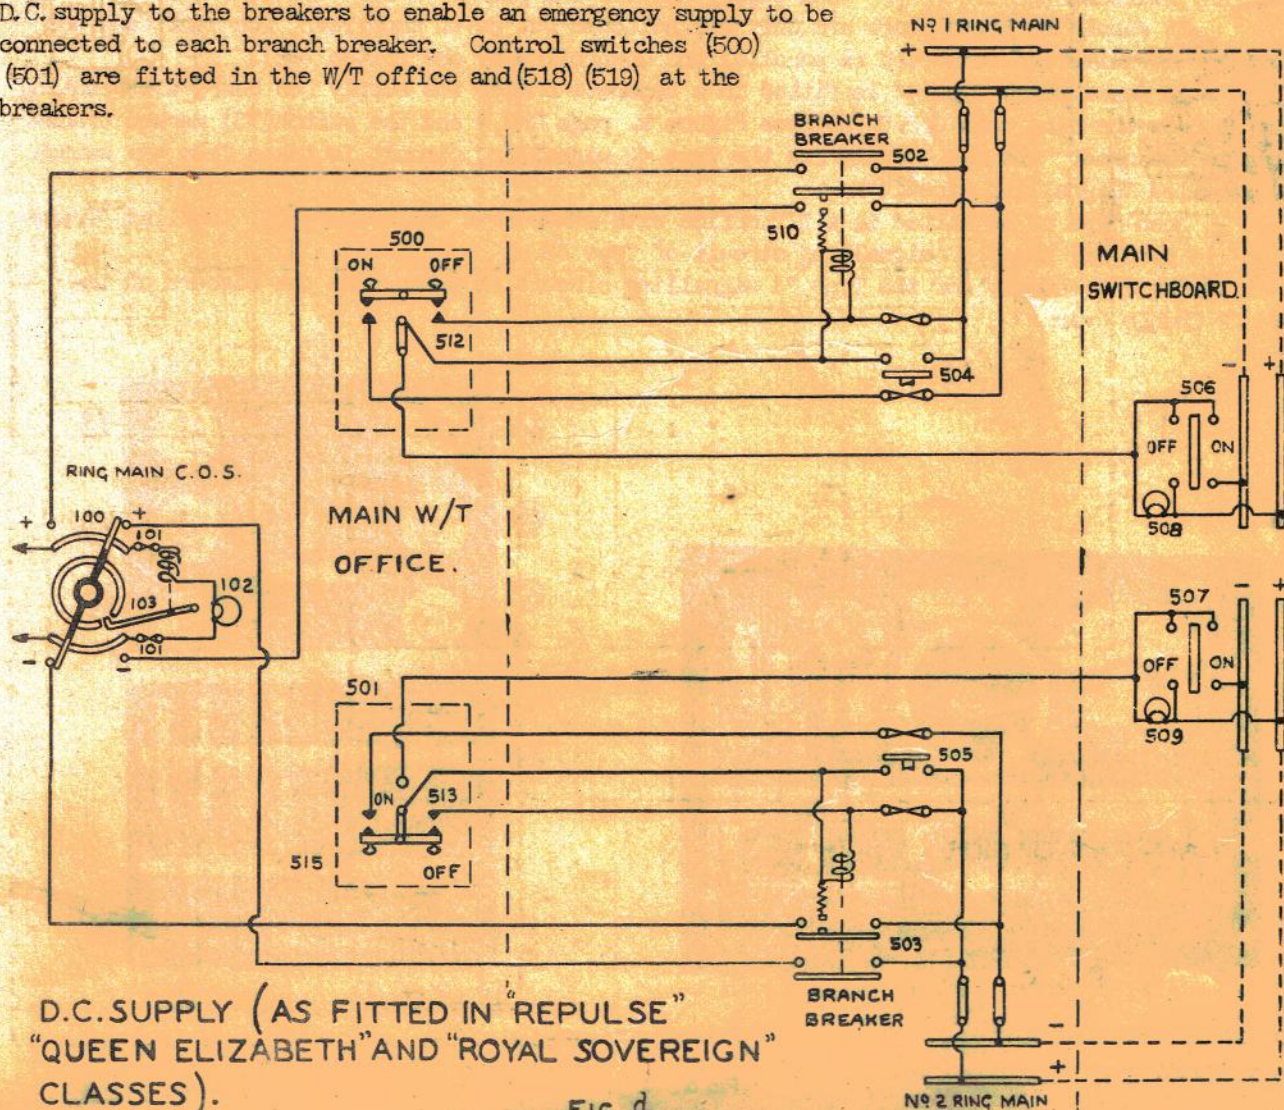 D.C. supply to the breakers to enable an emergency supply to be
connected to each branch breaker. Control switches (500)
(501) are fitted in the W/T office and (518) (519) at the
breakers.
Nº 1 RING MAIN
+
-
BRANCH
BREAKER
502
510
500
ON OFF
512
504
MAIN
SWITCHBOARD.
- +
506
OFF ON
508
RING MAIN C.O.S.
+ 100 +
101
102
103
101
- -
MAIN W/T
OFFICE.
- +
507
OFF ON
509
501
505
ON 513
515
OFF
503
BRANCH
BREAKER
-
+
Nº 2 RING MAIN
D.C. SUPPLY (AS FITTED IN "REPULSE"
"QUEEN ELIZABETH" AND "ROYAL SOVEREIGN"
CLASSES).
FIG. d.